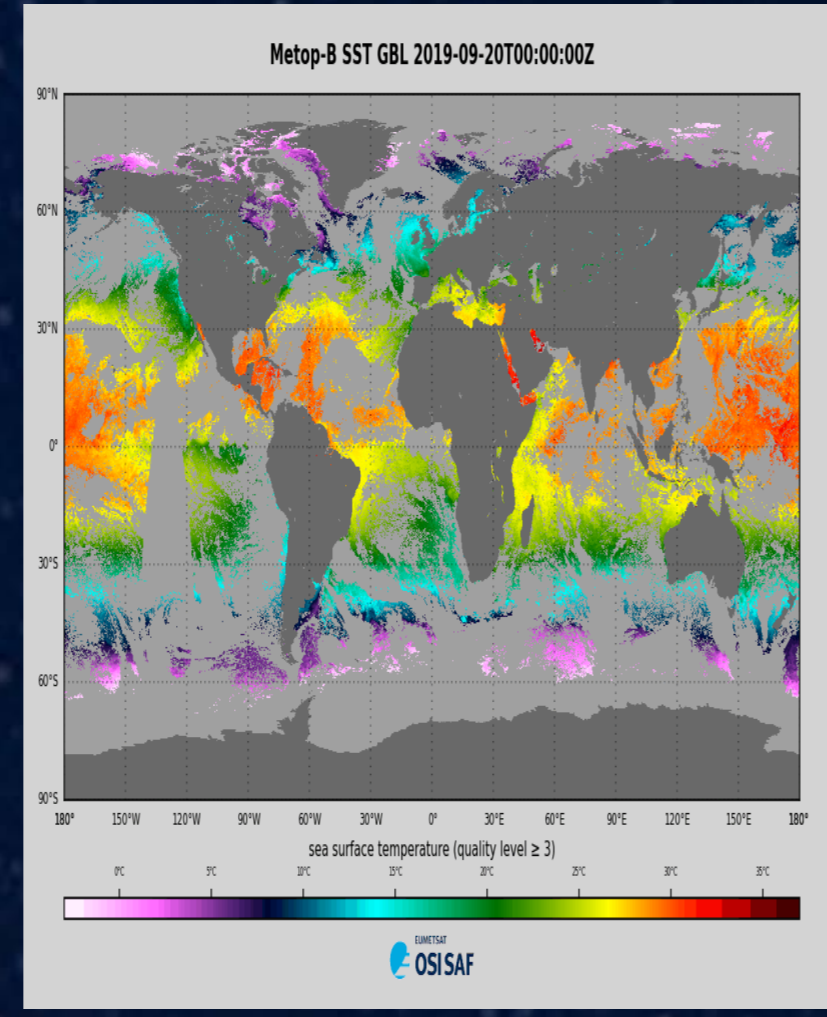 Metop-B SST GBL 2019-09-20T00:00:00Z
90°N
60°N
30°N
0°
30°S
60°S
90°S
180° 150°W 120°W 90°W 60°W 30°W 0° 30°E 60°E 90°E 120°E 150°E 180°
sea surface temperature (quality level ≥ 3)
0°C 5°C 10°C 15°C 20°C 25°C 30°C 35°C
EUMETSAT
OSI SAF